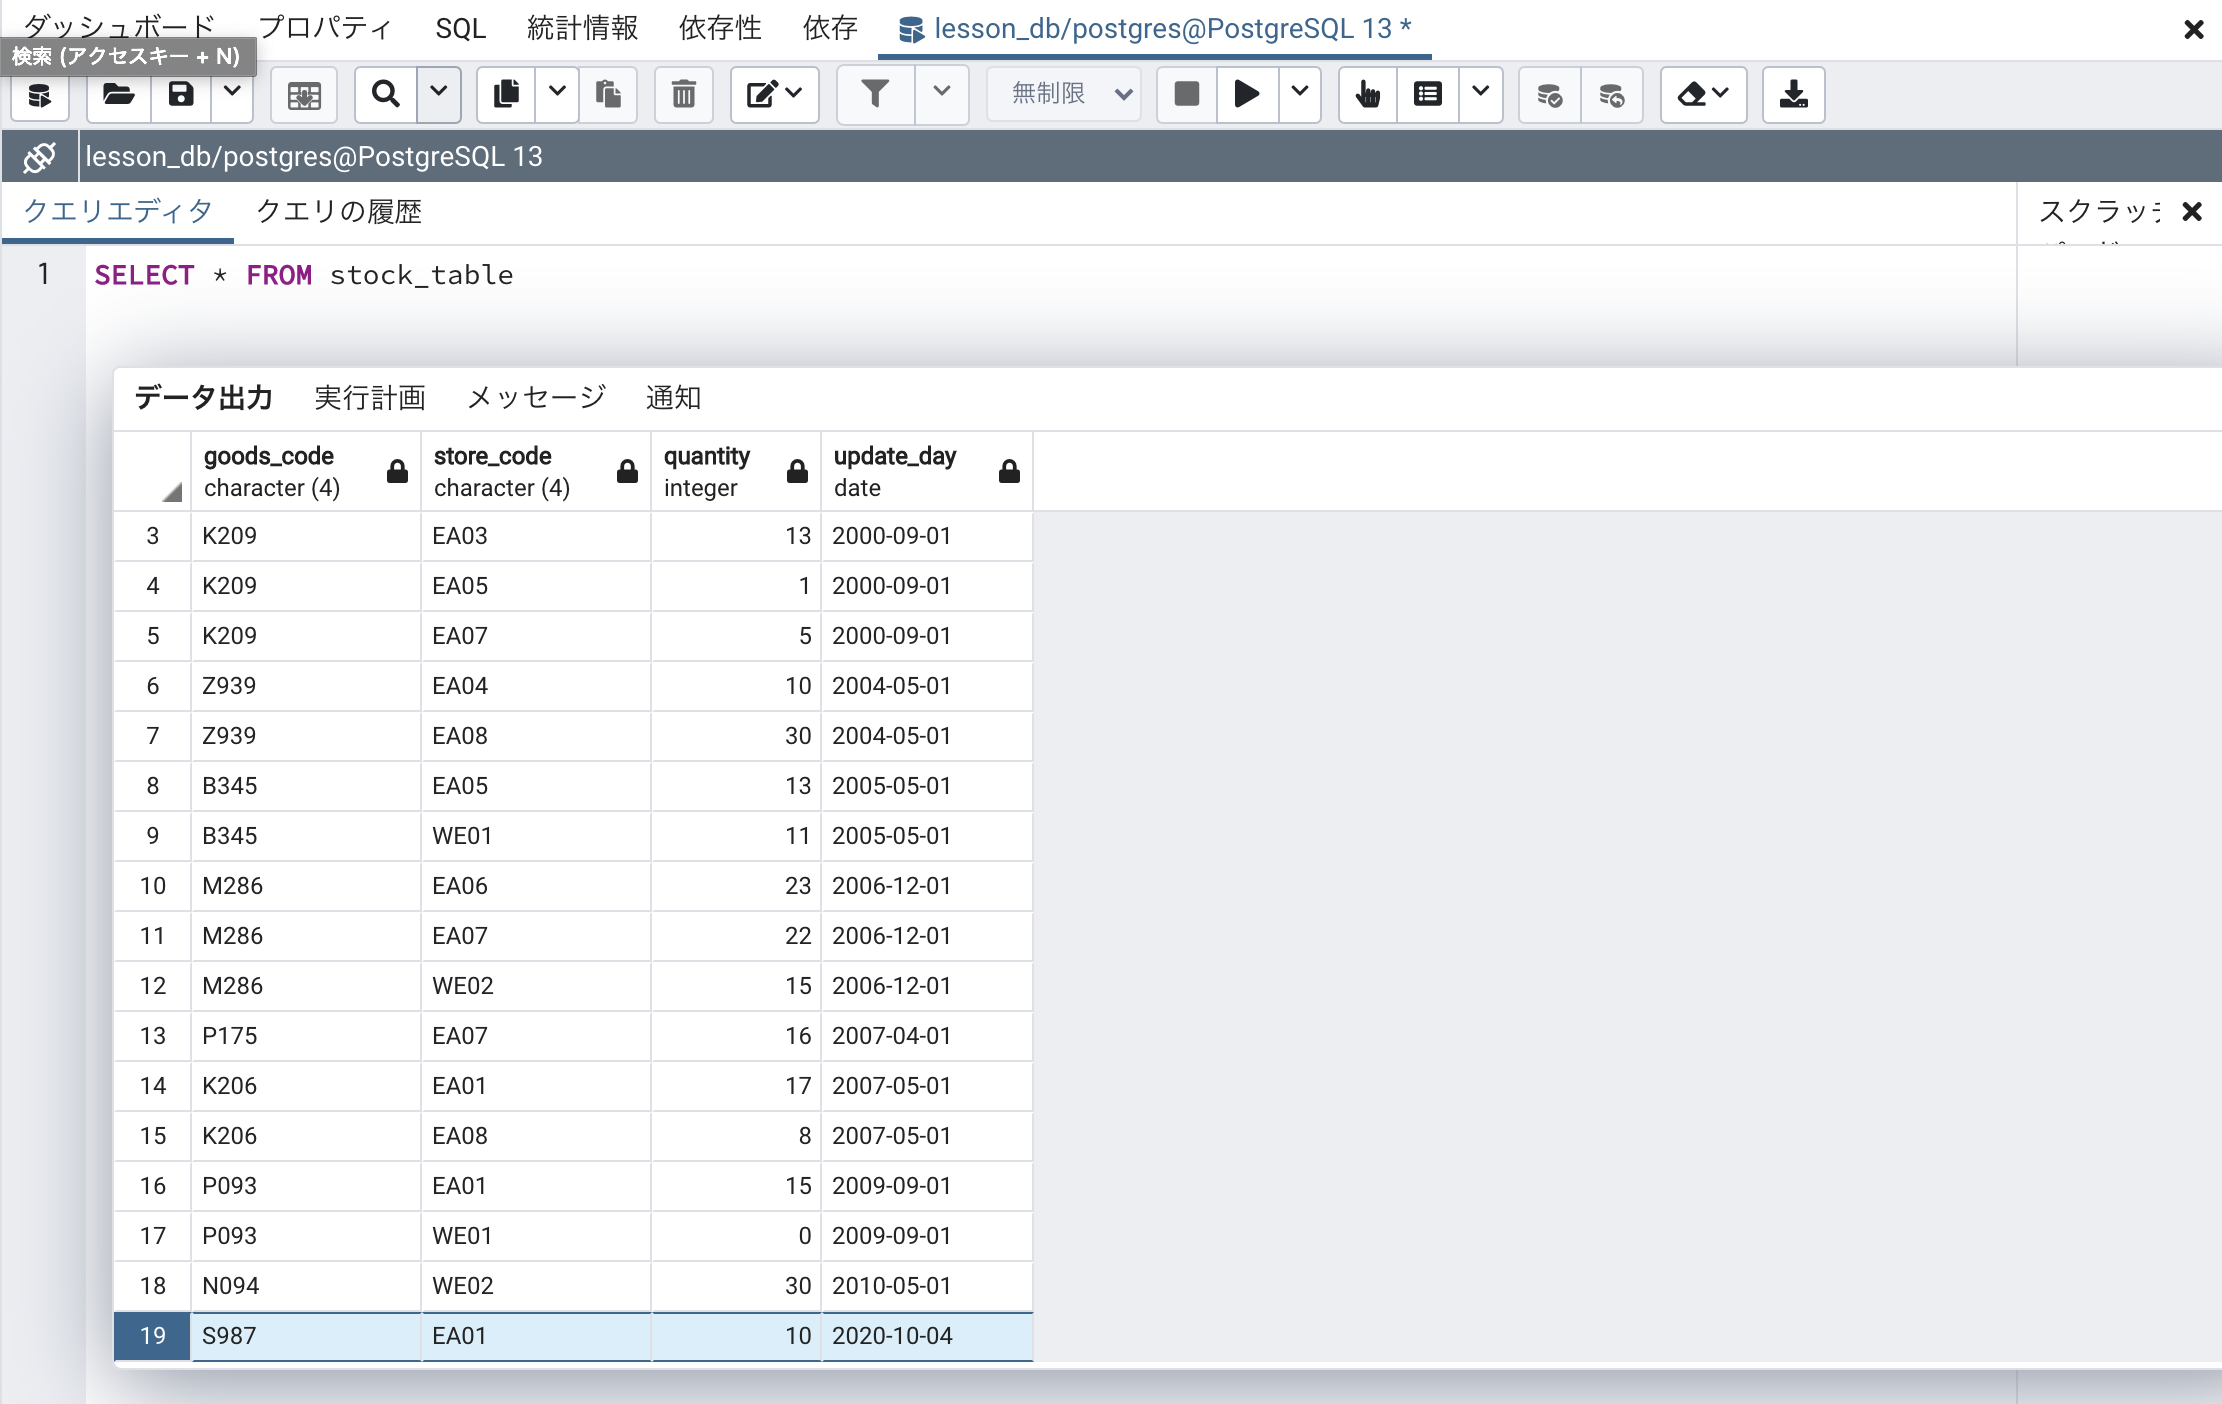 ダッシュボード プロパティ SQL 統計情報 依存性 依存 lesson_db/postgres@PostgreSQL 13 *
検索 (アクセスキー + N)
無制限
lesson_db/postgres@PostgreSQL 13
クエリエディタ クエリの履歴 スクラッチ
1 SELECT * FROM stock_table
データ出力 実行計画 メッセージ 通知
goods_code store_code quantity update_day
character (4) character (4) integer date
3 K209 EA03 13 2000-09-01
4 K209 EA05 1 2000-09-01
5 K209 EA07 5 2000-09-01
6 Z939 EA04 10 2004-05-01
7 Z939 EA08 30 2004-05-01
8 B345 EA05 13 2005-05-01
9 B345 WE01 11 2005-05-01
10 M286 EA06 23 2006-12-01
11 M286 EA07 22 2006-12-01
12 M286 WE02 15 2006-12-01
13 P175 EA07 16 2007-04-01
14 K206 EA01 17 2007-05-01
15 K206 EA08 8 2007-05-01
16 P093 EA01 15 2009-09-01
17 P093 WE01 0 2009-09-01
18 N094 WE02 30 2010-05-01
19 S987 EA01 10 2020-10-04